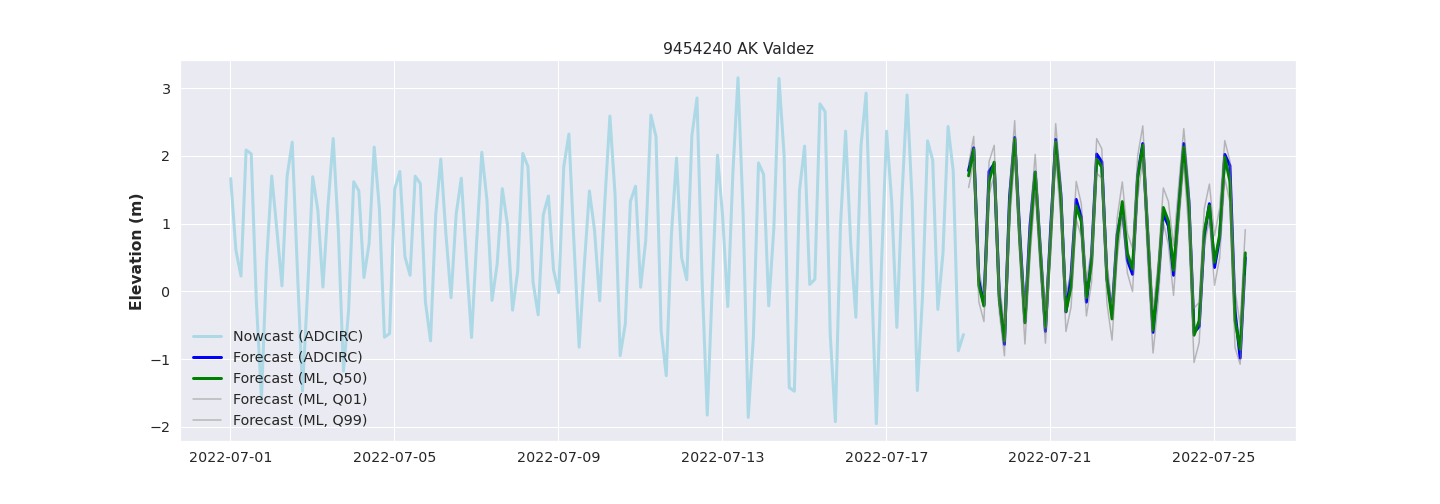 9454240 AK Valdez
Elevation (m)
3
2
1
0
−1
−2
Nowcast (ADCIRC)
Forecast (ADCIRC)
Forecast (ML, Q50)
Forecast (ML, Q01)
Forecast (ML, Q99)
2022-07-01 2022-07-05 2022-07-09 2022-07-13 2022-07-17 2022-07-21 2022-07-25